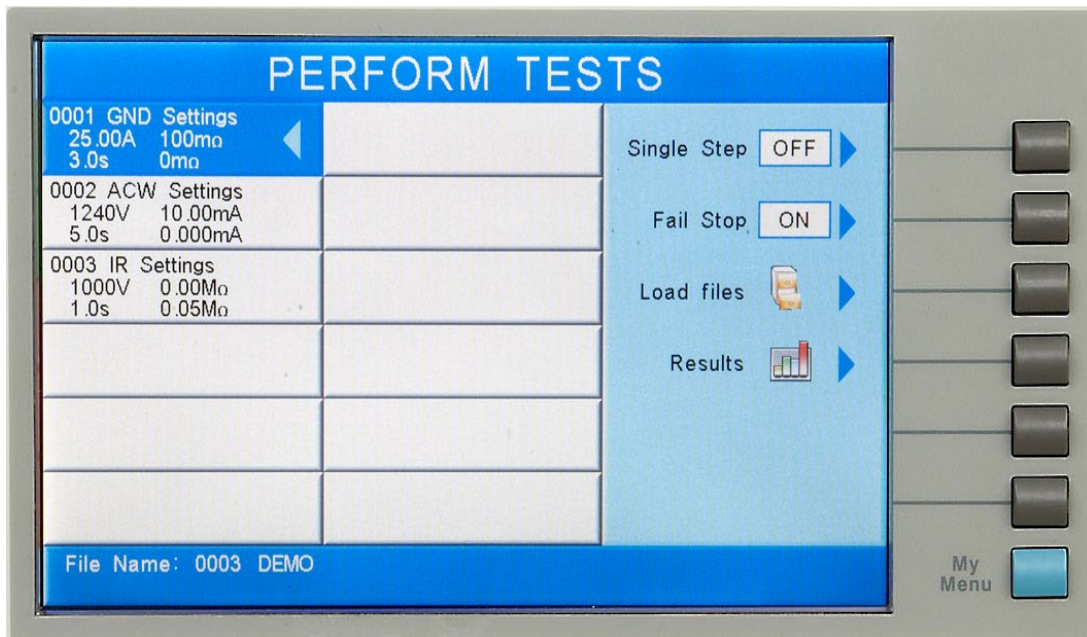 PERFORM TESTS
0001 GND Settings
25.00A 100mΩ
3.0s 0mΩ
0002 ACW Settings
1240V 10.00mA
5.0s 0.000mA
0003 IR Settings
1000V 0.00MΩ
1.0s 0.05MΩ
Single Step OFF
Fail Stop ON
Load files
Results
File Name: 0003 DEMO
My
Menu